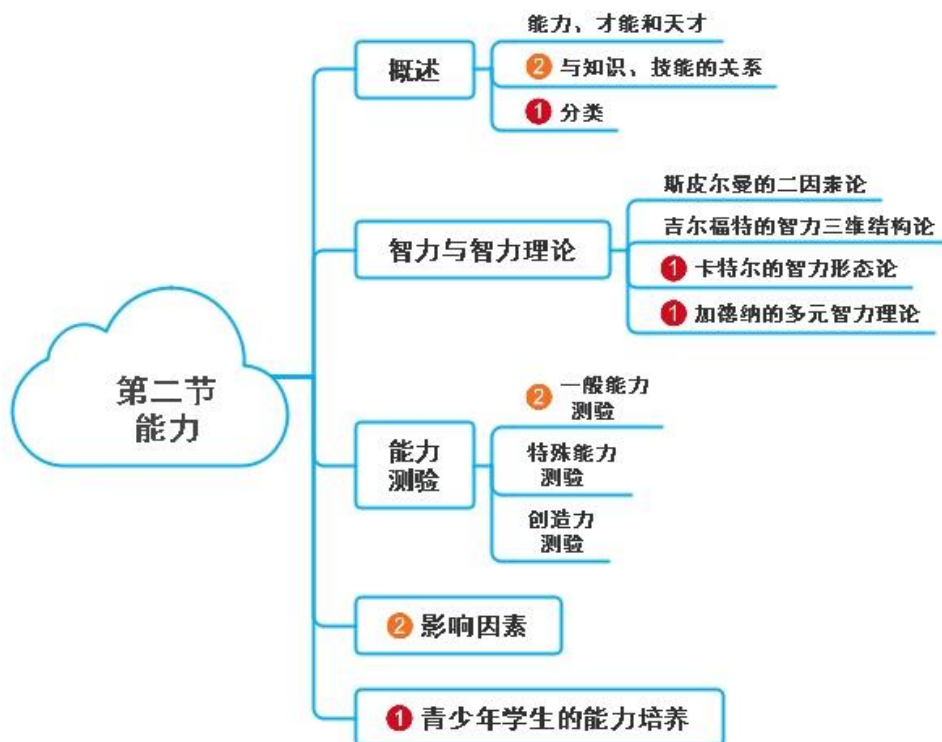 第二节
能力
概述
能力、才能和天才
2 与知识、技能的关系
1 分类
智力与智力理论
斯皮尔曼的二因素论
吉尔福特的智力三维结构论
1 卡特尔的智力形态论
1 加德纳的多元智力理论
能力
测验
2 一般能力
测验
特殊能力
测验
创造力
测验
2 影响因素
1 青少年学生的能力培养